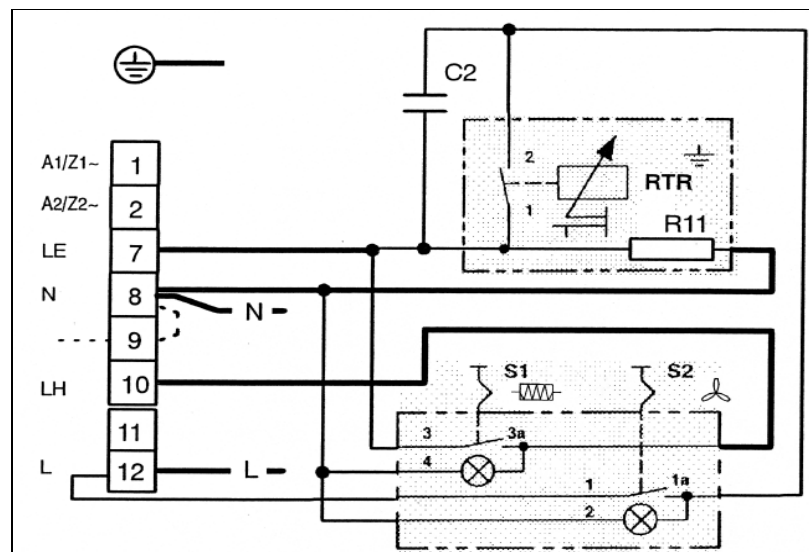 C2
A1/Z1~ 1
2
RTR
A2/Z2~ 2
1
R11
LE 7
N 8
N
9
LH 10
S1 S2
11
3 3a
4
L 12
L
1 1a
2